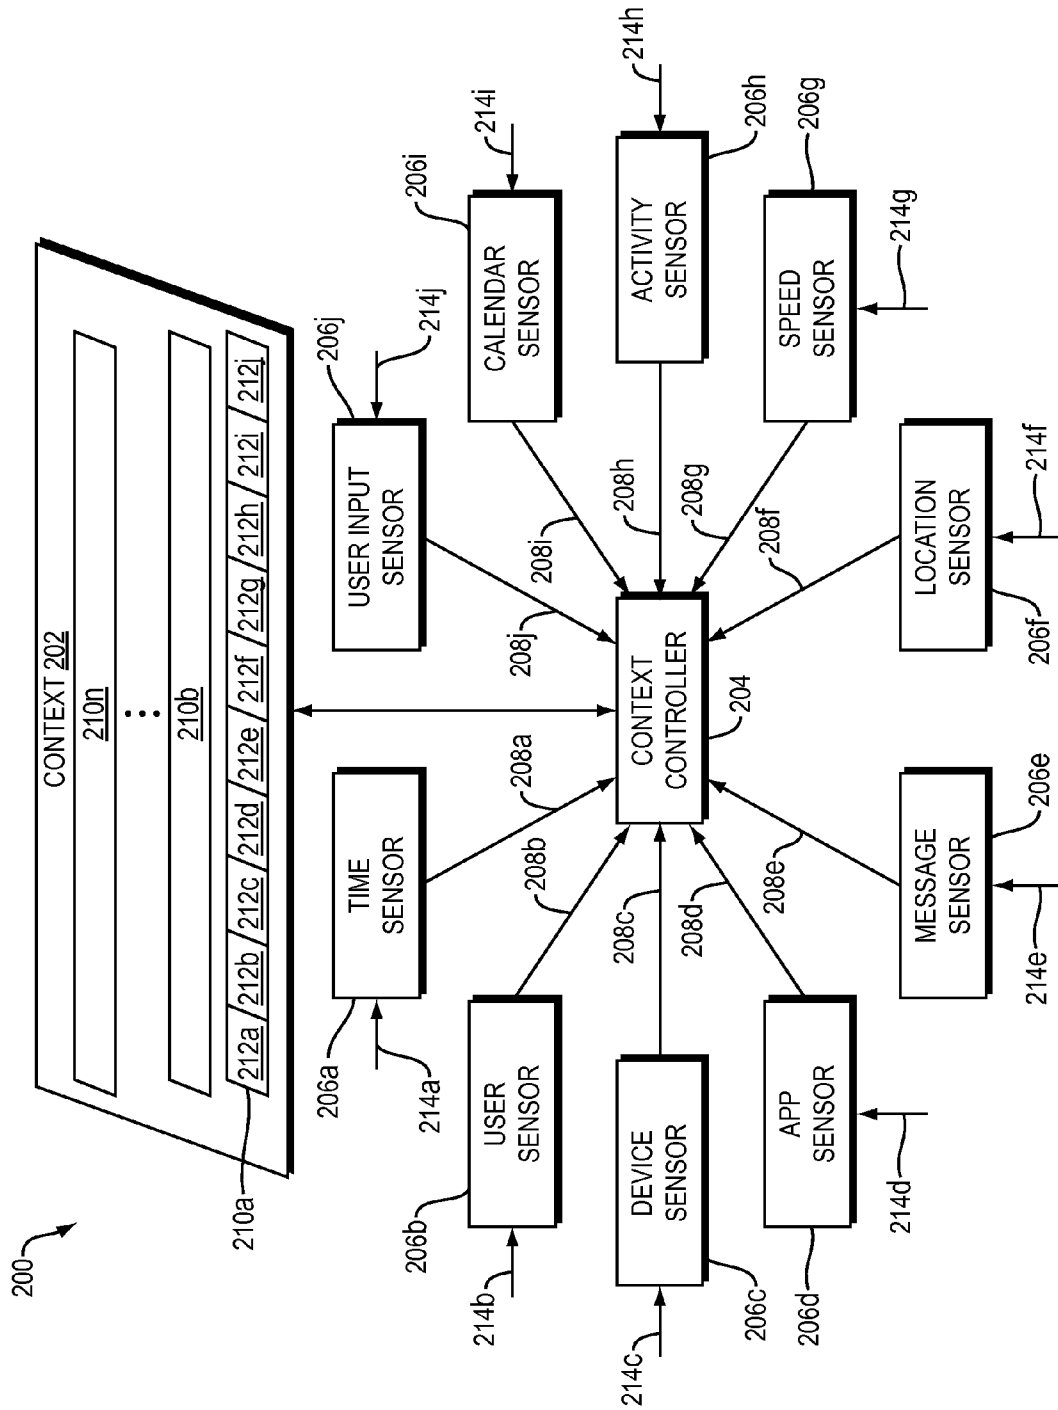 200
CONTEXT 202
210n
•••
210b
212a 212b 212c 212d 212e 212f 212g 212h 212i 212j
210a
206a
TIME
SENSOR
214a
208a
206j
USER INPUT
SENSOR
214j
208j
206b
USER
SENSOR
214b
208b
206i
CALENDAR
SENSOR
214i
208i
214c
DEVICE
SENSOR
206c
208c
CONTEXT
CONTROLLER
204
208h
ACTIVITY
SENSOR
206h
214h
206d
APP
SENSOR
214d
208d
208g
SPEED
SENSOR
206g
214g
208e
MESSAGE
SENSOR
206e
214e
208f
LOCATION
SENSOR
206f
214f